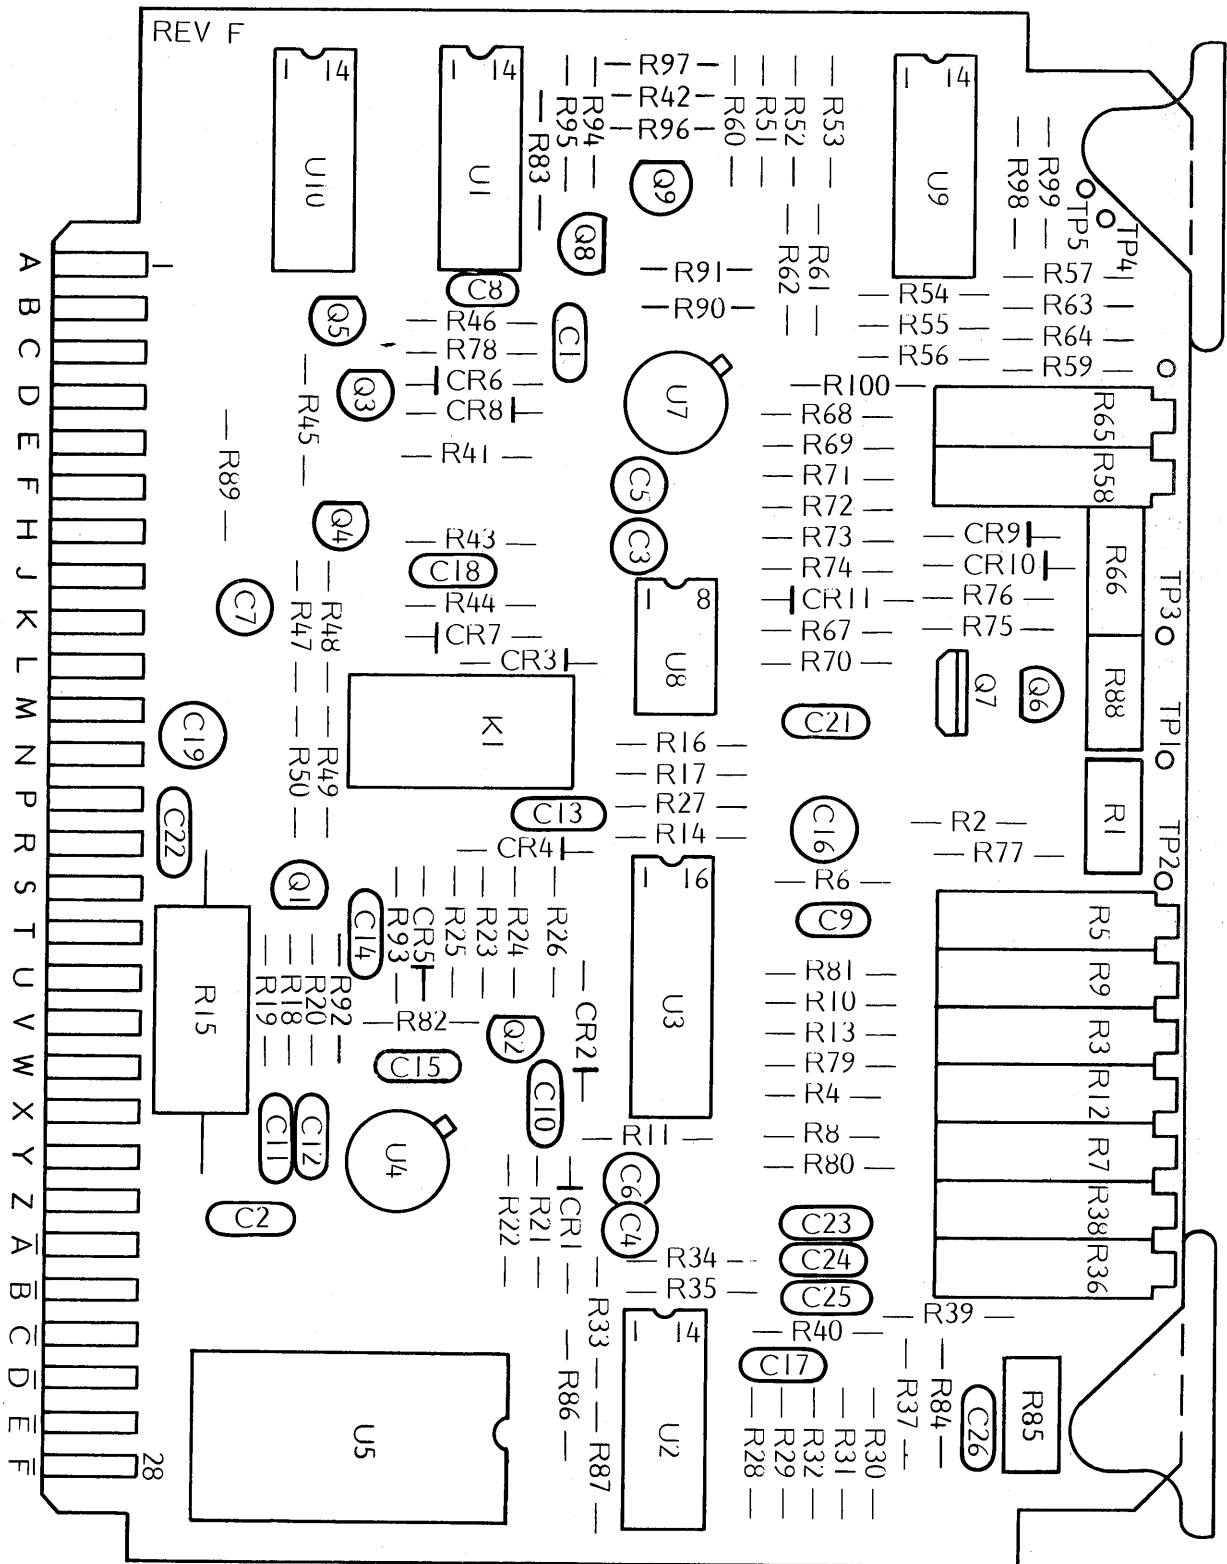 REV F
1 14
U10
1 14
U1
R83
R95
R94
R97
R42
R96
R60
R51
R52
R53
1 14
U9
R98
R99
TP5
TP4
Q9
Q8
R91
R90
R62
R61
R57
R54
R63
R55
R64
R56
R59
C8
C1
Q5
R46
R78
CR6
CR8
R41
Q3
R45
R89
U7
R100
R68
R69
R71
R72
R73
R74
CR11
R67
R70
R65
R58
C5
C3
Q4
R43
C18
R44
CR7
CR3
C7
R47
R48
1 8
U8
CR9
CR10
R76
R75
R66
TP3
R88
Q7
Q6
TP1
C19
K1
R50
R49
C21
R16
R17
R27
R14
C13
CR4
C22
C16
R2
R77
R1
TP2
Q1
C14
R93
CR5
R25
R23
R24
R26
1 16
U3
R6
C9
R5
R9
R3
R12
R7
R38
R36
R15
R19
R18
R20
R92
R82
Q2
CR2
R81
R10
R13
R79
R4
R8
R80
C15
C10
C11
C12
U4
R11
C6
C4
C2
R22
R21
CR1
C23
C24
C25
R34
R35
R33
R39
R40
C17
1 14
U2
U5
R86
R87
R28
R29
R32
R31
R30
R37
R84
C26
R85
1
28
A
B
C
D
E
F
H
J
K
L
M
N
P
R
S
T
U
V
W
X
Y
Z
A̅
B̅
C̅
D̅
E̅
F̅